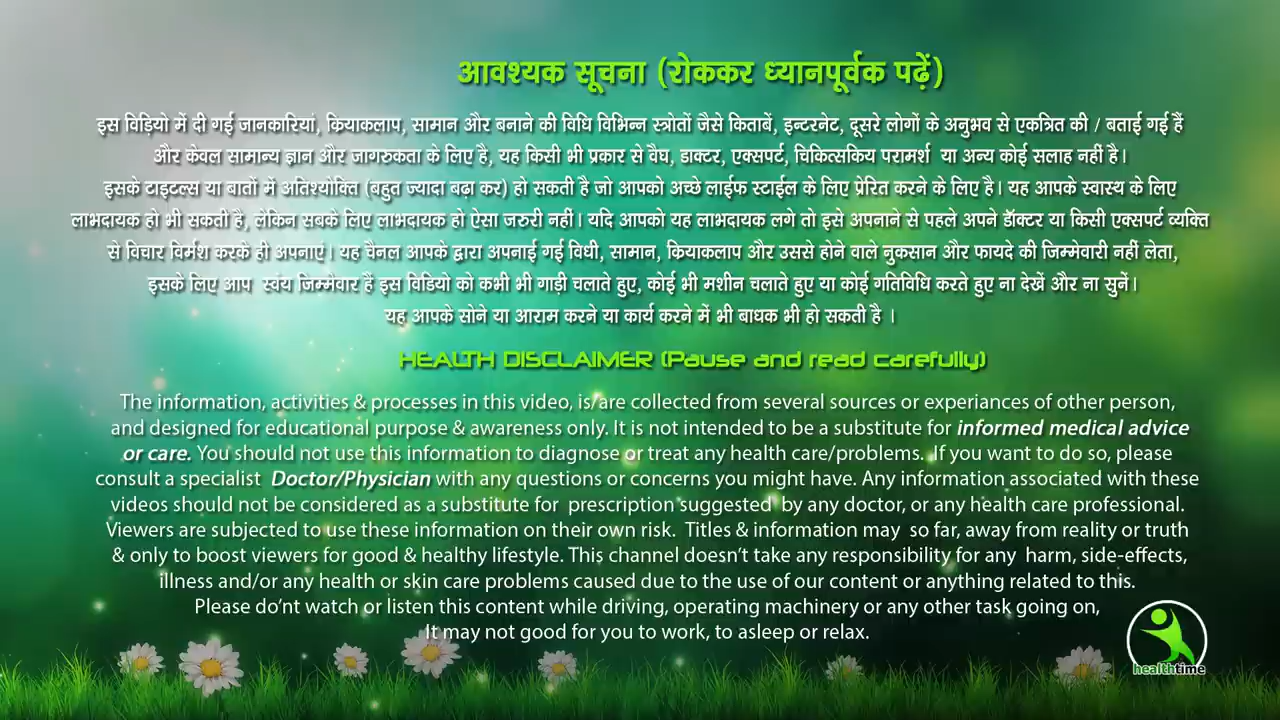 आवश्यक सूचना (रोककर ध्यानपूर्वक पढ़ें)
इस विड़ियो में दी गई जानकारियां, क्रियाकलाप, सामान और बनाने की विधि विभिन्न स्त्रोतों जैसे किताबें, इन्टरनेट, दूसरे लोगों के अनुभव से एकत्रित की / बताई गई हैं
और केवल सामान्य ज्ञान और जागरुकता के लिए है, यह किसी भी प्रकार से वैघ, डाक्टर, एक्सपर्ट, चिकित्सकिय परामर्श या अन्य कोई सलाह नहीं है।
इसके टाइटल्स या बातों में अतिश्योक्ति (बहुत ज्यादा बढ़ा कर) हो सकती है जो आपको अच्छे लाईफ स्टाईल के लिए प्रेरित करने के लिए है। यह आपके स्वास्थ के लिए
लाभदायक हो भी सकती है, लेकिन सबके लिए लाभदायक हो ऐसा जरुरी नहीं। यदि आपको यह लाभदायक लगे तो इसे अपनाने से पहले अपने डॉक्टर या किसी एक्सपर्ट व्यक्ति
से विचार विर्मश करके ही अपनाएं। यह चैनल आपके द्वारा अपनाई गई विधी, सामान, क्रियाकलाप और उससे होने वाले नुकसान और फायदे की जिम्मेवारी नहीं लेता,
इसके लिए आप स्वंय जिम्मेवार हैं इस विडियो को कभी भी गाड़ी चलाते हुए, कोई भी मशीन चलाते हुए या कोई गतिविधि करते हुए ना देखें और ना सुनें।
यह आपके सोने या आराम करने या कार्य करने में भी बाधक भी हो सकती है ।
HEALTH DISCLAIMER (Pause and read carefully)
The information, activities & processes in this video, is/are collected from several sources or experiances of other person,
and designed for educational purpose & awareness only. It is not intended to be a substitute for informed medical advice
or care. You should not use this information to diagnose or treat any health care/problems. If you want to do so, please
consult a specialist Doctor/Physician with any questions or concerns you might have. Any information associated with these
videos should not be considered as a substitute for prescription suggested by any doctor, or any health care professional.
Viewers are subjected to use these information on their own risk. Titles & information may so far, away from reality or truth
& only to boost viewers for good & healthy lifestyle. This channel doesn't take any responsibility for any harm, side-effects,
illness and/or any health or skin care problems caused due to the use of our content or anything related to this.
Please do'nt watch or listen this content while driving, operating machinery or any other task going on,
It may not good for you to work, to asleep or relax.
healthtime